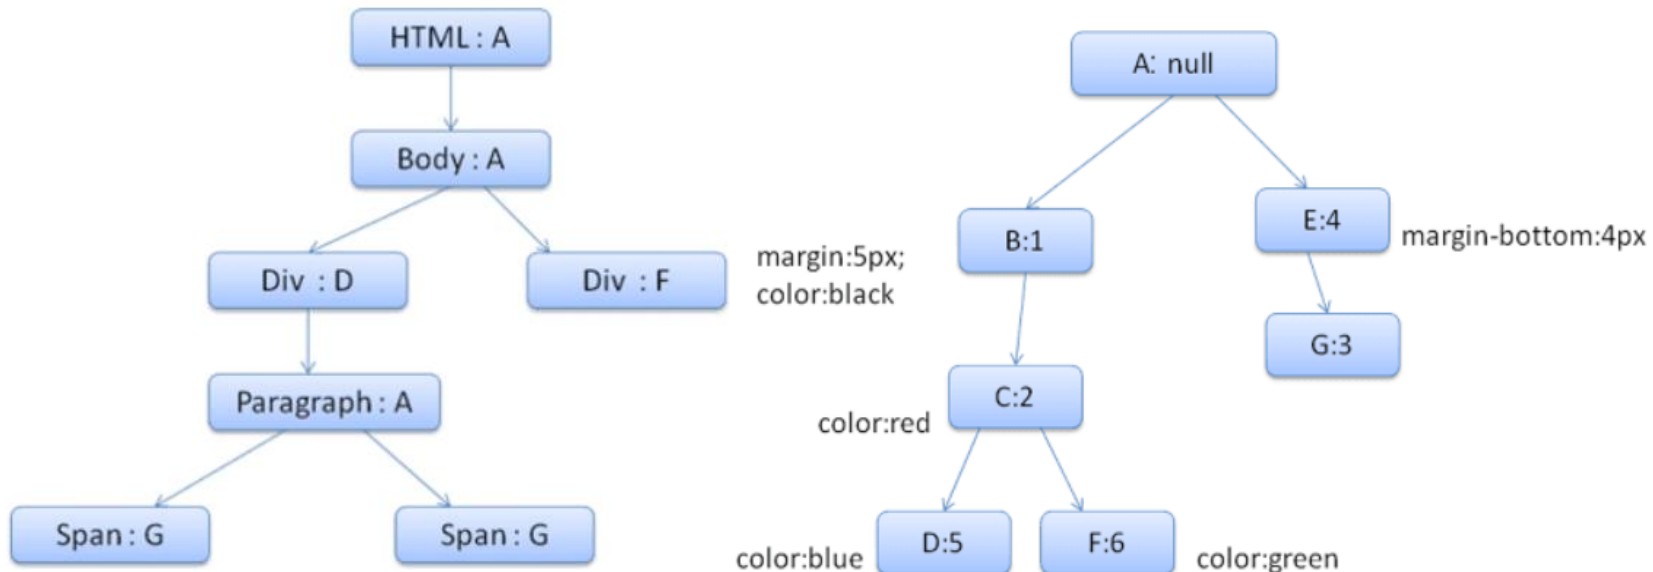 HTML : A
Body : A
Div : D
Div : F
Paragraph : A
Span : G
Span : G
A: null
B:1
margin:5px;
color:black
E:4
margin-bottom:4px
G:3
C:2
color:red
D:5
color:blue
F:6
color:green